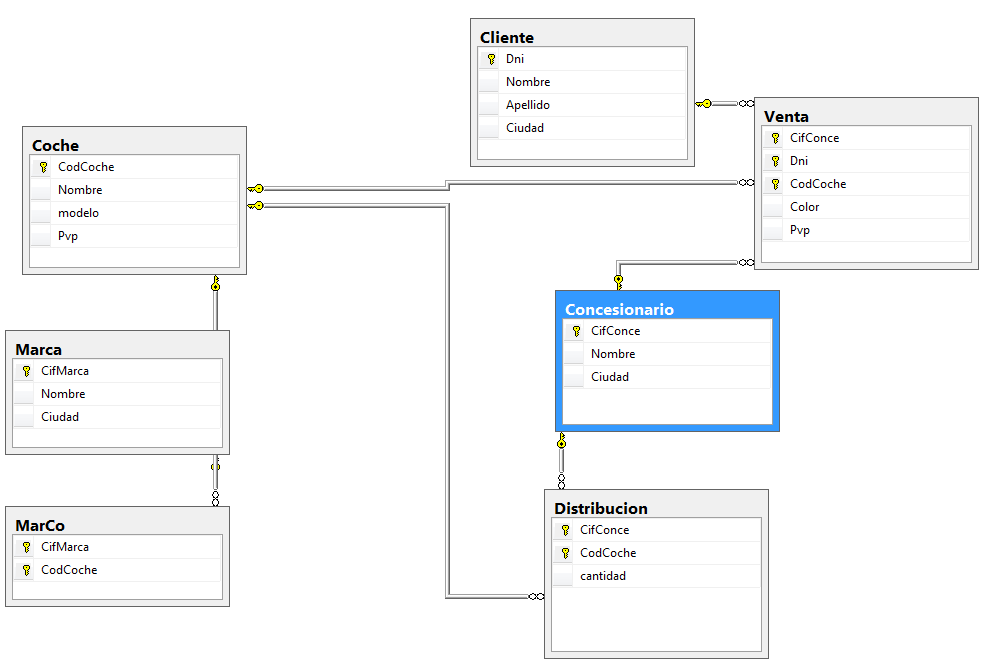 Cliente
Dni
Nombre
Apellido
Ciudad
Venta
CifConce
Dni
CodCoche
Color
Pvp
Coche
CodCoche
Nombre
modelo
Pvp
Concesionario
CifConce
Nombre
Ciudad
Marca
CifMarca
Nombre
Ciudad
Distribucion
CifConce
CodCoche
cantidad
MarCo
CifMarca
CodCoche